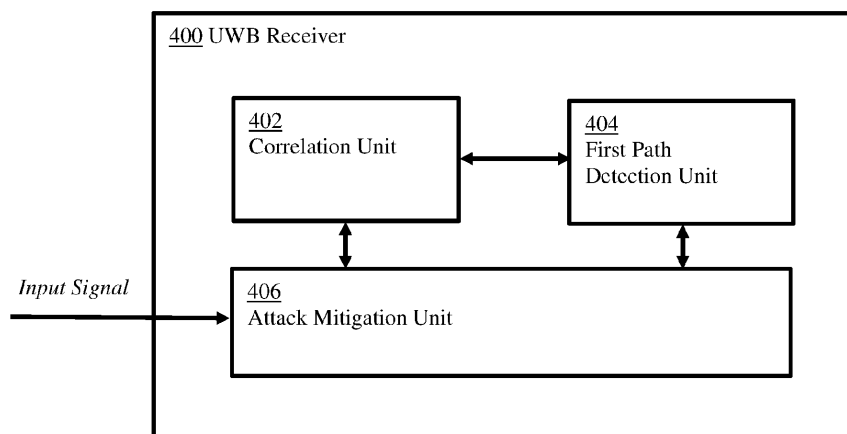 400 UWB Receiver
402
Correlation Unit
404
First Path
Detection Unit
Input Signal
406
Attack Mitigation Unit